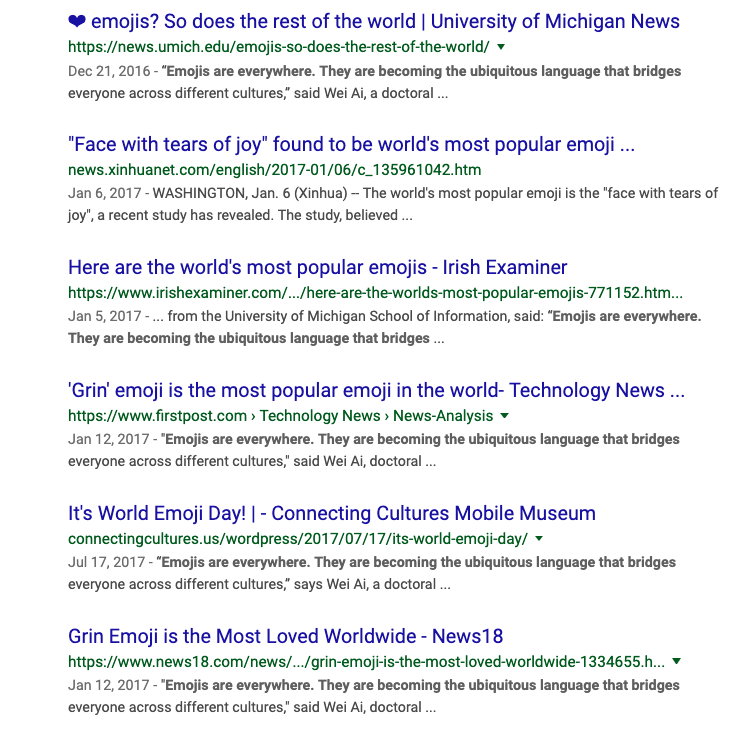 ❤ emojis? So does the rest of the world | University of Michigan News
https://news.umich.edu/emojis-so-does-the-rest-of-the-world/
Dec 21, 2016 - “Emojis are everywhere. They are becoming the ubiquitous language that bridges
everyone across different cultures,” said Wei Ai, a doctoral ...
"Face with tears of joy" found to be world's most popular emoji ...
news.xinhuanet.com/english/2017-01/06/c_135961042.htm
Jan 6, 2017 - WASHINGTON, Jan. 6 (Xinhua) -- The world's most popular emoji is the "face with tears of
joy", a recent study has revealed. The study, believed ...
Here are the world's most popular emojis - Irish Examiner
https://www.irishexaminer.com/.../here-are-the-worlds-most-popular-emojis-771152.htm...
Jan 5, 2017 - ... from the University of Michigan School of Information, said: “Emojis are everywhere.
They are becoming the ubiquitous language that bridges ...
'Grin' emoji is the most popular emoji in the world- Technology News ...
https://www.firstpost.com › Technology News › News-Analysis
Jan 12, 2017 - "Emojis are everywhere. They are becoming the ubiquitous language that bridges
everyone across different cultures," said Wei Ai, doctoral ...
It's World Emoji Day! | - Connecting Cultures Mobile Museum
connectingcultures.us/wordpress/2017/07/17/its-world-emoji-day/
Jul 17, 2017 - “Emojis are everywhere. They are becoming the ubiquitous language that bridges
everyone across different cultures,” says Wei Ai, a doctoral ...
Grin Emoji is the Most Loved Worldwide - News18
https://www.news18.com/news/.../grin-emoji-is-the-most-loved-worldwide-1334655.h...
Jan 12, 2017 - "Emojis are everywhere. They are becoming the ubiquitous language that bridges
everyone across different cultures," said Wei Ai, doctoral ...